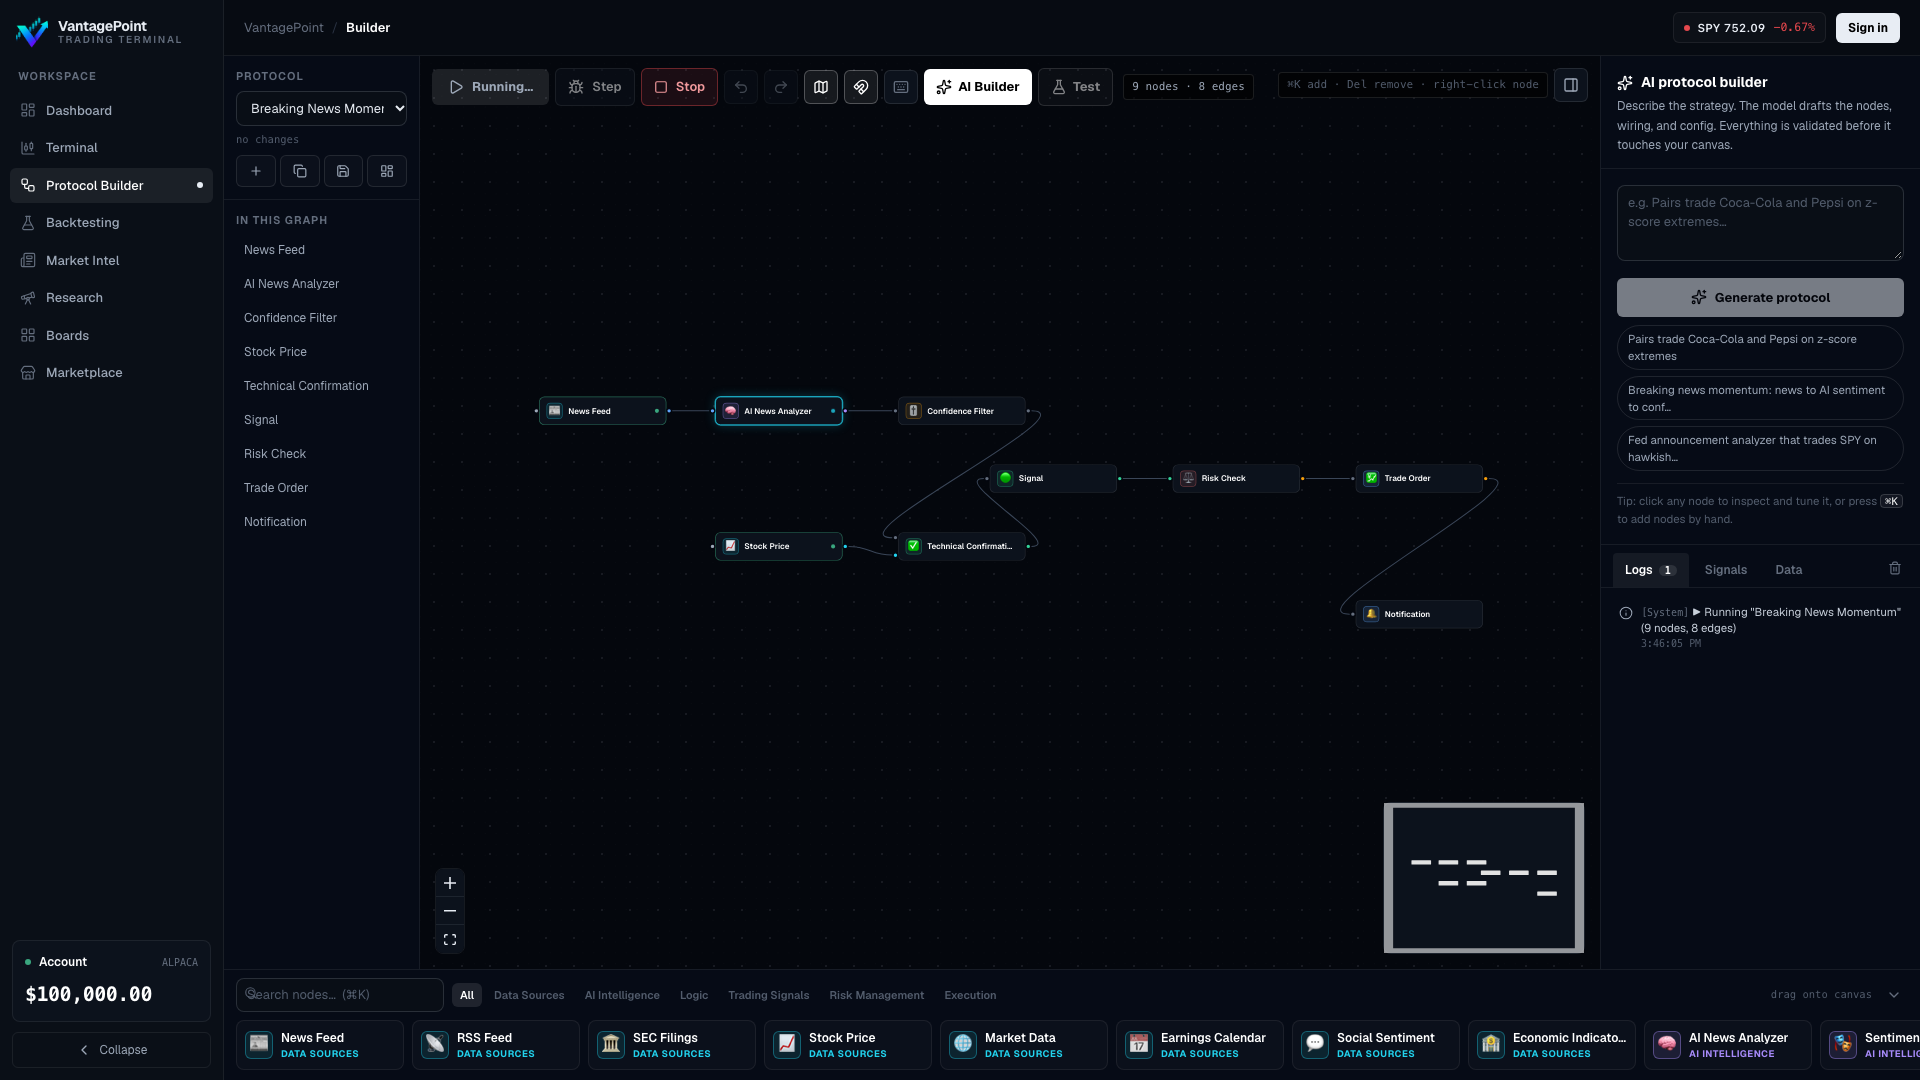 VantagePoint
TRADING TERMINAL
VantagePoint / Builder
SPY 752.09 −0.67%
Sign in
WORKSPACE
Dashboard
Terminal
Protocol Builder
Backtesting
Market Intel
Research
Boards
Marketplace
Account
ALPACA
$100,000.00
Collapse
PROTOCOL
Breaking News Momen
no changes
IN THIS GRAPH
News Feed
AI News Analyzer
Confidence Filter
Stock Price
Technical Confirmation
Signal
Risk Check
Trade Order
Notification
Running…
Step
Stop
AI Builder
Test
9 nodes · 8 edges
⌘K add · Del remove · right-click node
News Feed
AI News Analyzer
Confidence Filter
Signal
Risk Check
Trade Order
Stock Price
Technical Confirmati…
Notification
AI protocol builder
Describe the strategy. The model drafts the nodes,
wiring, and config. Everything is validated before it
touches your canvas.
e.g. Pairs trade Coca-Cola and Pepsi on z-
score extremes…
Generate protocol
Pairs trade Coca-Cola and Pepsi on z-score
extremes
Breaking news momentum: news to AI sentiment
to conf…
Fed announcement analyzer that trades SPY on
hawkish…
Tip: click any node to inspect and tune it, or press ⌘K
to add nodes by hand.
Logs 1
Signals
Data
[System] ▶ Running "Breaking News Momentum"
(9 nodes, 8 edges)
3:46:05 PM
Search nodes… (⌘K)
All
Data Sources
AI Intelligence
Logic
Trading Signals
Risk Management
Execution
drag onto canvas
News Feed
DATA SOURCES
RSS Feed
DATA SOURCES
SEC Filings
DATA SOURCES
Stock Price
DATA SOURCES
Market Data
DATA SOURCES
Earnings Calendar
DATA SOURCES
Social Sentiment
DATA SOURCES
Economic Indicato…
DATA SOURCES
AI News Analyzer
AI INTELLIGENCE
Sentimen
AI INTELLIG